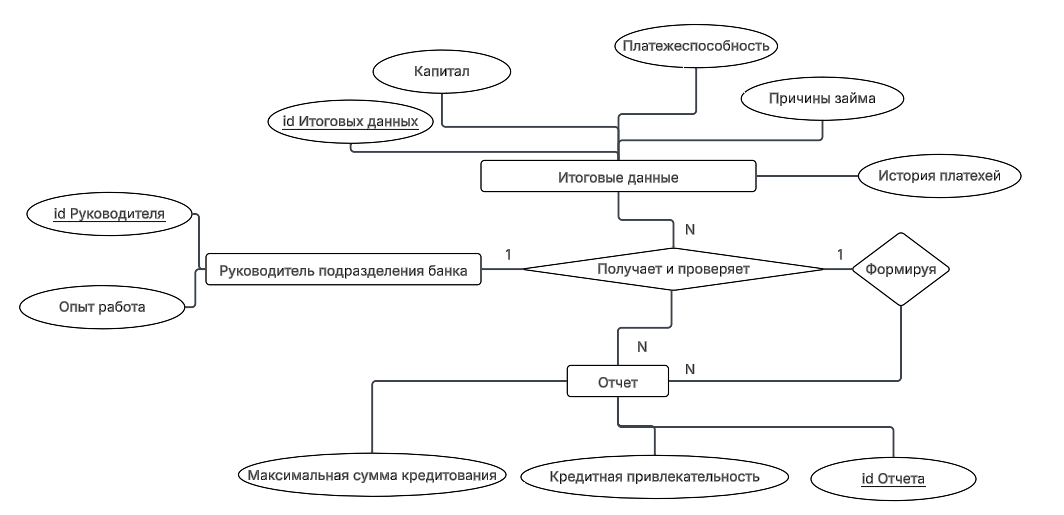 Платежеспособность
Капитал
Причины займа
id Итоговых данных
Итоговые данные
История платехей
id Руководителя
N
1
1
Руководитель подразделения банка
Получает и проверяет
Формируя
Опыт работа
N
N
Отчет
Максимальная сумма кредитования
Кредитная привлекательность
id Отчета